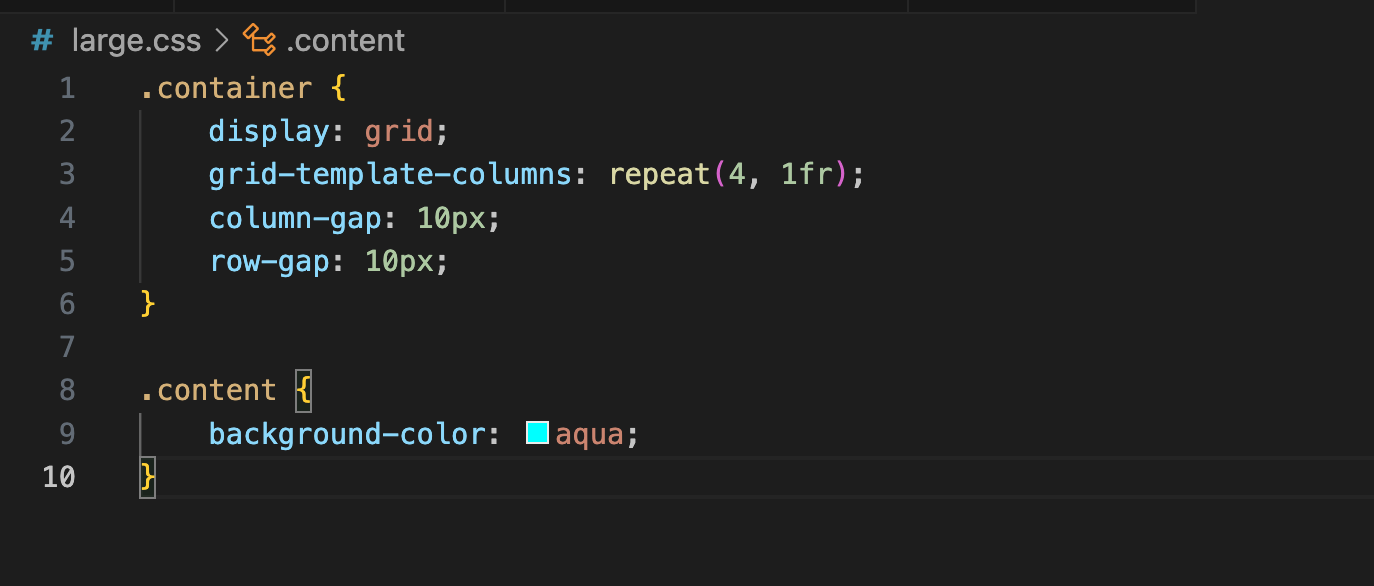 # large.css > .content
1 .container {
2     display: grid;
3     grid-template-columns: repeat(4, 1fr);
4     column-gap: 10px;
5     row-gap: 10px;
6 }
7
8 .content {
9     background-color: aqua;
10 }